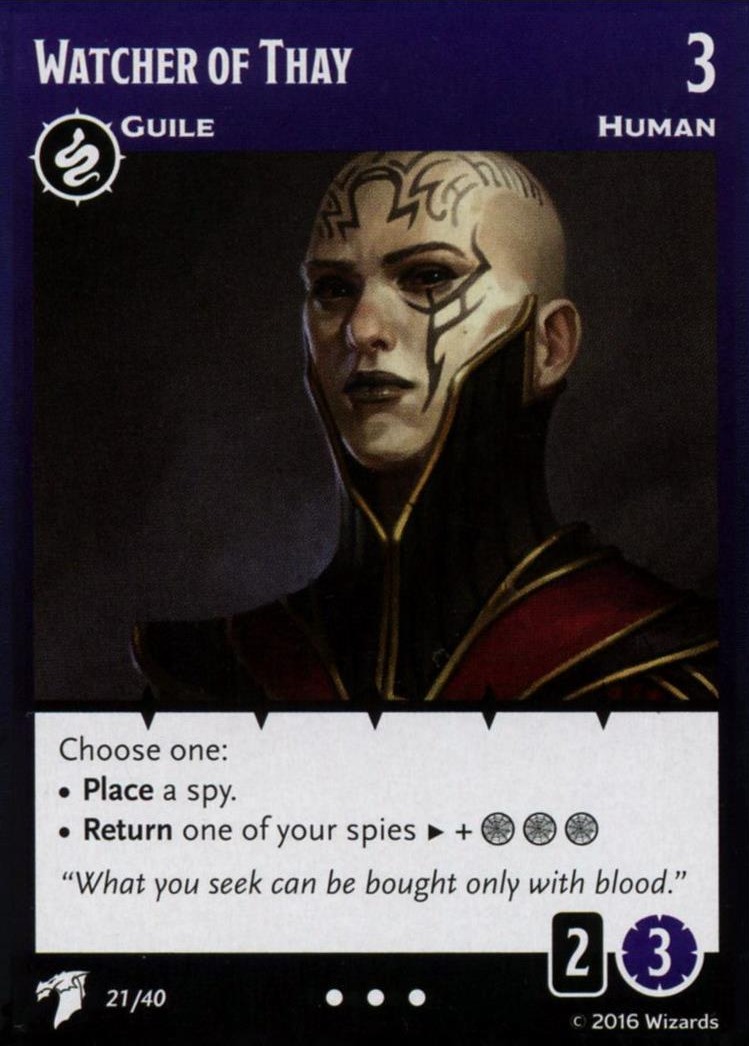 WATCHER OF THAY 3
GUILE HUMAN
Choose one:
• Place a spy.
• Return one of your spies ▶ +
“What you seek can be bought only with blood.”
2 3
21/40
© 2016 Wizards